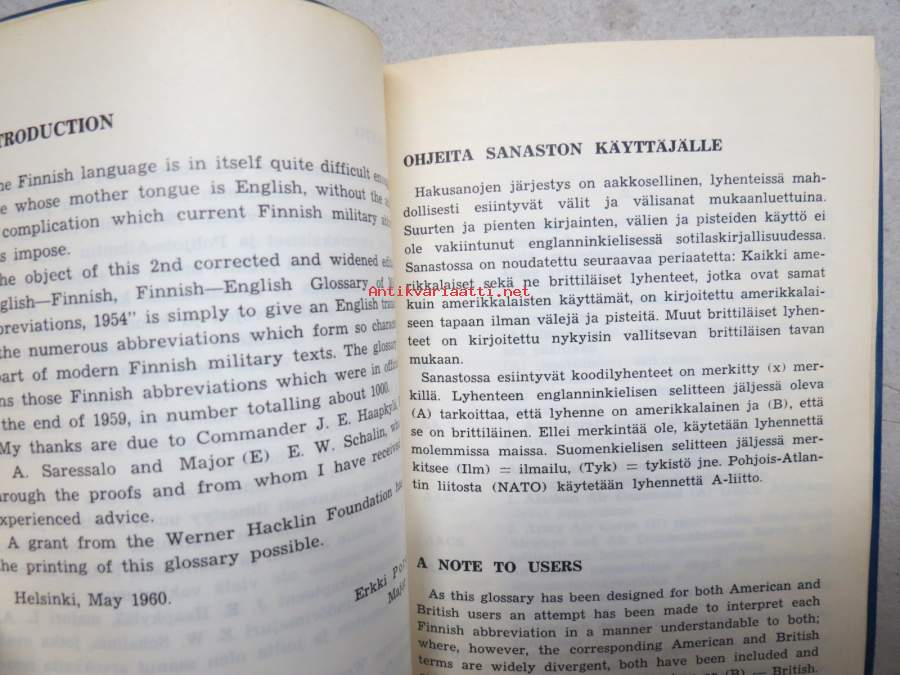 TRODUCTION
he Finnish language is in itself quite difficult
e whose mother tongue is English, without the
complication which current Finnish military
s impose.
he object of this 2nd corrected and widened
glish—Finnish, Finnish—English Glossary of
breviations, 1954" is simply to give an English
the numerous abbreviations which form so
part of modern Finnish military texts. The glossary
ns those Finnish abbreviations which were in
the end of 1959, in number totalling about 1000.
My thanks are due to Commander J. E. Haapkylä,
A. Saressalo and Major (E) E. W. Schalin,
hrough the proofs and from whom I have received
xperienced advice.
A grant from the Werner Hacklin Foundation
he printing of this glossary possible.
Helsinki, May 1960.
Erkki
OHJEITA SANASTON KÄYTTÄJÄLLE
Hakusanojen järjestys on aakkosellinen, lyhenteissä mah-
dollisesti esiintyvät välit ja välisanat mukaanluettuina.
Suurten ja pienten kirjainten, välien ja pisteiden käyttö ei
ole vakiintunut englanninkielisessä sotilaskirjallisuudessa.
Sanastossa on noudatettu seuraavaa periaatetta: Kaikki ame-
rikkalaiset sekä ne brittiläiset lyhenteet, jotka ovat samat
kuin amerikkalaisten käyttämät, on kirjoitettu amerikkalai-
seen tapaan ilman välejä ja pisteitä. Muut brittiläiset lyhen-
teet on kirjoitettu nykyisin vallitsevan brittiläisen tavan
mukaan.
Sanastossa esiintyvät koodilyhenteet on merkitty (x) mer-
killä. Lyhenteen englanninkielisen selitteen jäljessä oleva
(A) tarkoittaa, että lyhenne on amerikkalainen ja (B), että
se on brittiläinen. Ellei merkintää ole, käytetään lyhennettä
molemmissa maissa. Suomenkielisen selitteen jäljessä mer-
kitsee (Ilm) = ilmailu, (Tyk) = tykistö jne. Pohjois-Atlan-
tin liitosta (NATO) käytetään lyhennettä A-liitto.
A NOTE TO USERS
As this glossary has been designed for both American and
British users an attempt has been made to interpret each
Finnish abbreviation in a manner understandable to both;
where, however, the corresponding American and British
terms are widely divergent, both have been included and
(B) — British.
Antikvariaatti.net